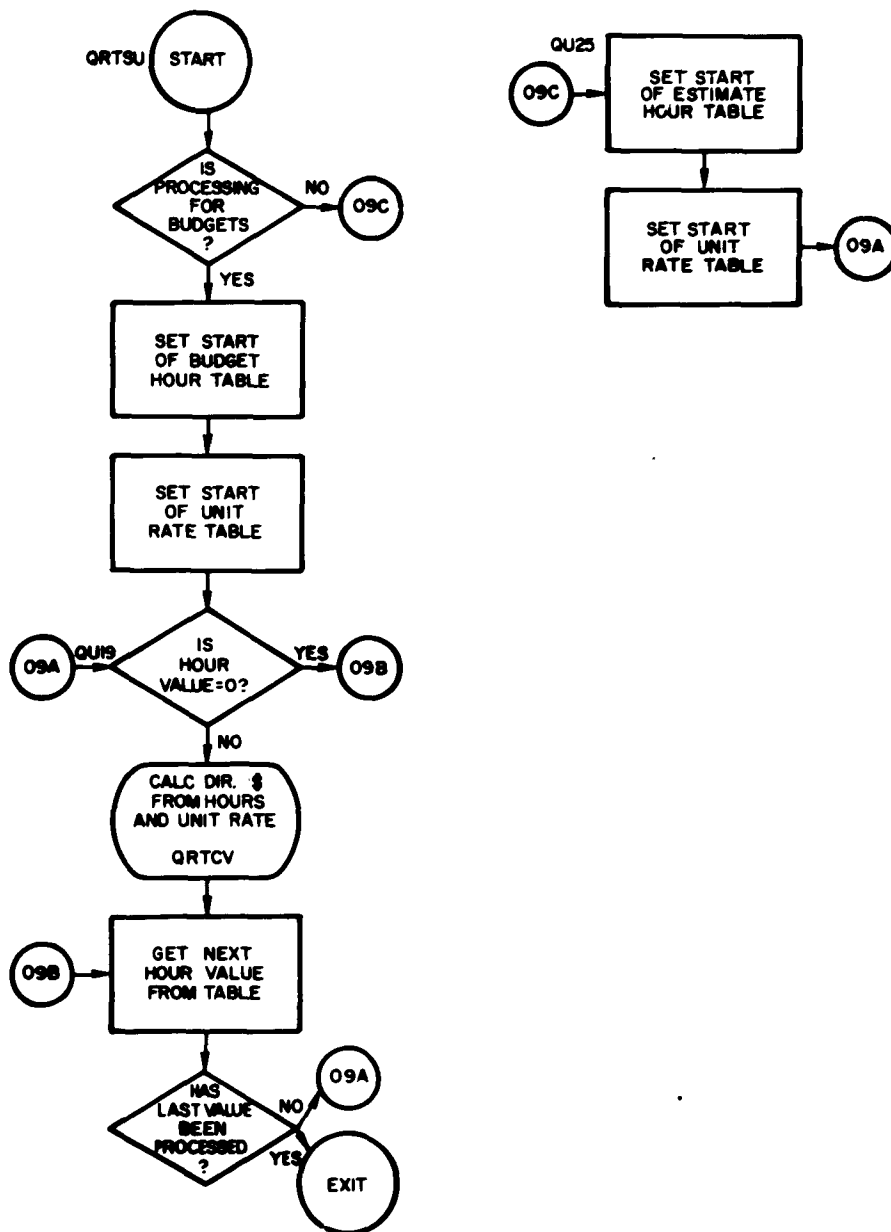 QRTSU
START
IS
PROCESSING
FOR
BUDGETS
?
NO
09C
YES
SET START
OF BUDGET
HOUR TABLE
SET START
OF UNIT
RATE TABLE
09A
QU19
IS
HOUR
VALUE=0?
YES
09B
NO
CALC DIR. $
FROM HOURS
AND UNIT RATE
QRTCV
09B
GET NEXT
HOUR VALUE
FROM TABLE
HAS
LAST VALUE
BEEN
PROCESSED
?
NO
09A
YES
EXIT
QU25
09C
SET START
OF ESTIMATE
HOUR TABLE
SET START
OF UNIT
RATE TABLE
09A